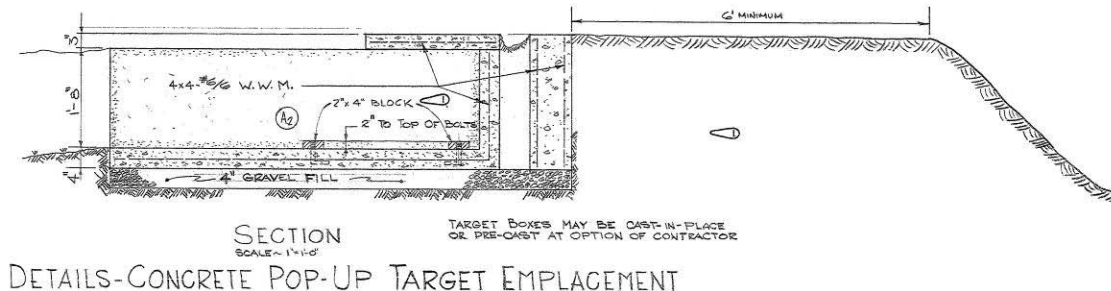 6' MINIMUM
3"
1'-8"
4"
4x4-#6/6 W.W.M.
A2
2"x 4" BLOCK
2" TO TOP OF BOLTS
4" GRAVEL FILL
SECTION
SCALE~1"=1'-0"
TARGET BOXES MAY BE CAST-IN-PLACE
OR PRE-CAST AT OPTION OF CONTRACTOR
DETAILS-CONCRETE POP-UP TARGET EMPLACEMENT